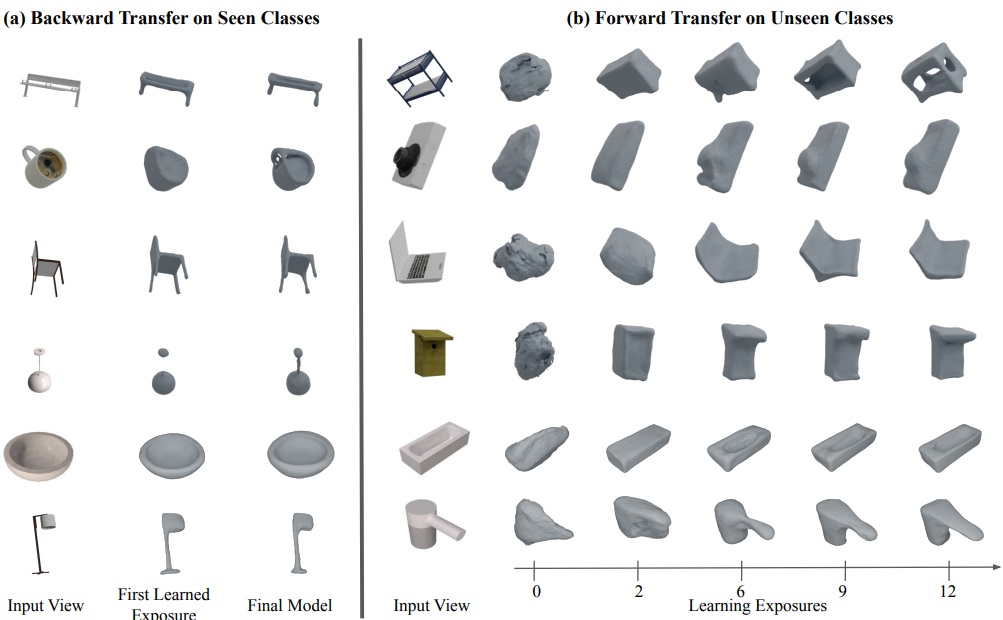 (a) Backward Transfer on Seen Classes
(b) Forward Transfer on Unseen Classes
Input View
First Learned
Exposure
Final Model
Input View
0
2
6
9
12
Learning Exposures